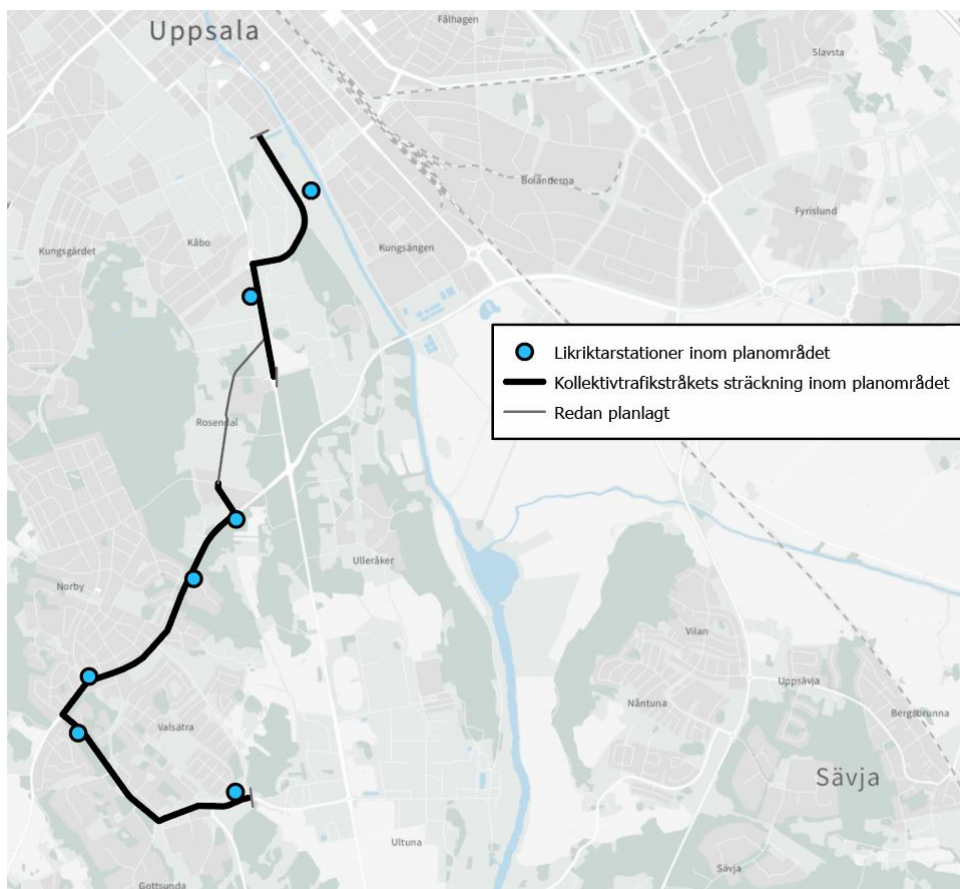 Fålhagen
Uppsala
Slavsta
Boländerna
Fyrislund
Kåbo
Kungsgärdet
Kungsängen
Likriktarstationer inom planområdet
Kollektivtrafikstråkets sträckning inom planområdet
Redan planlagt
Rosendal
Ulleråker
Norby
Vilan
Uppsävja
Nåntuna
Bergsbrunna
Valsätra
Sävja
Ultuna
Sävja
Gottsunda